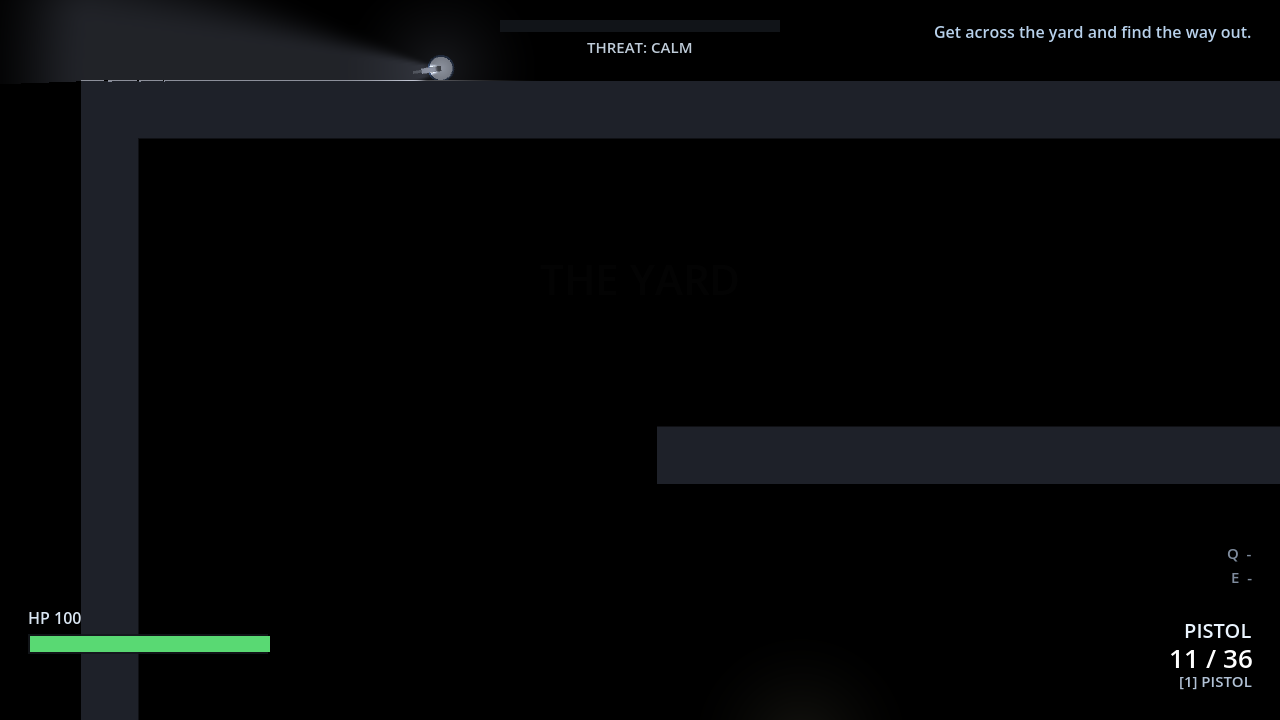 THREAT: CALM
Get across the yard and find the way out.
THE YARD
Q -
E -
HP 100
PISTOL
11 / 36
[1] PISTOL